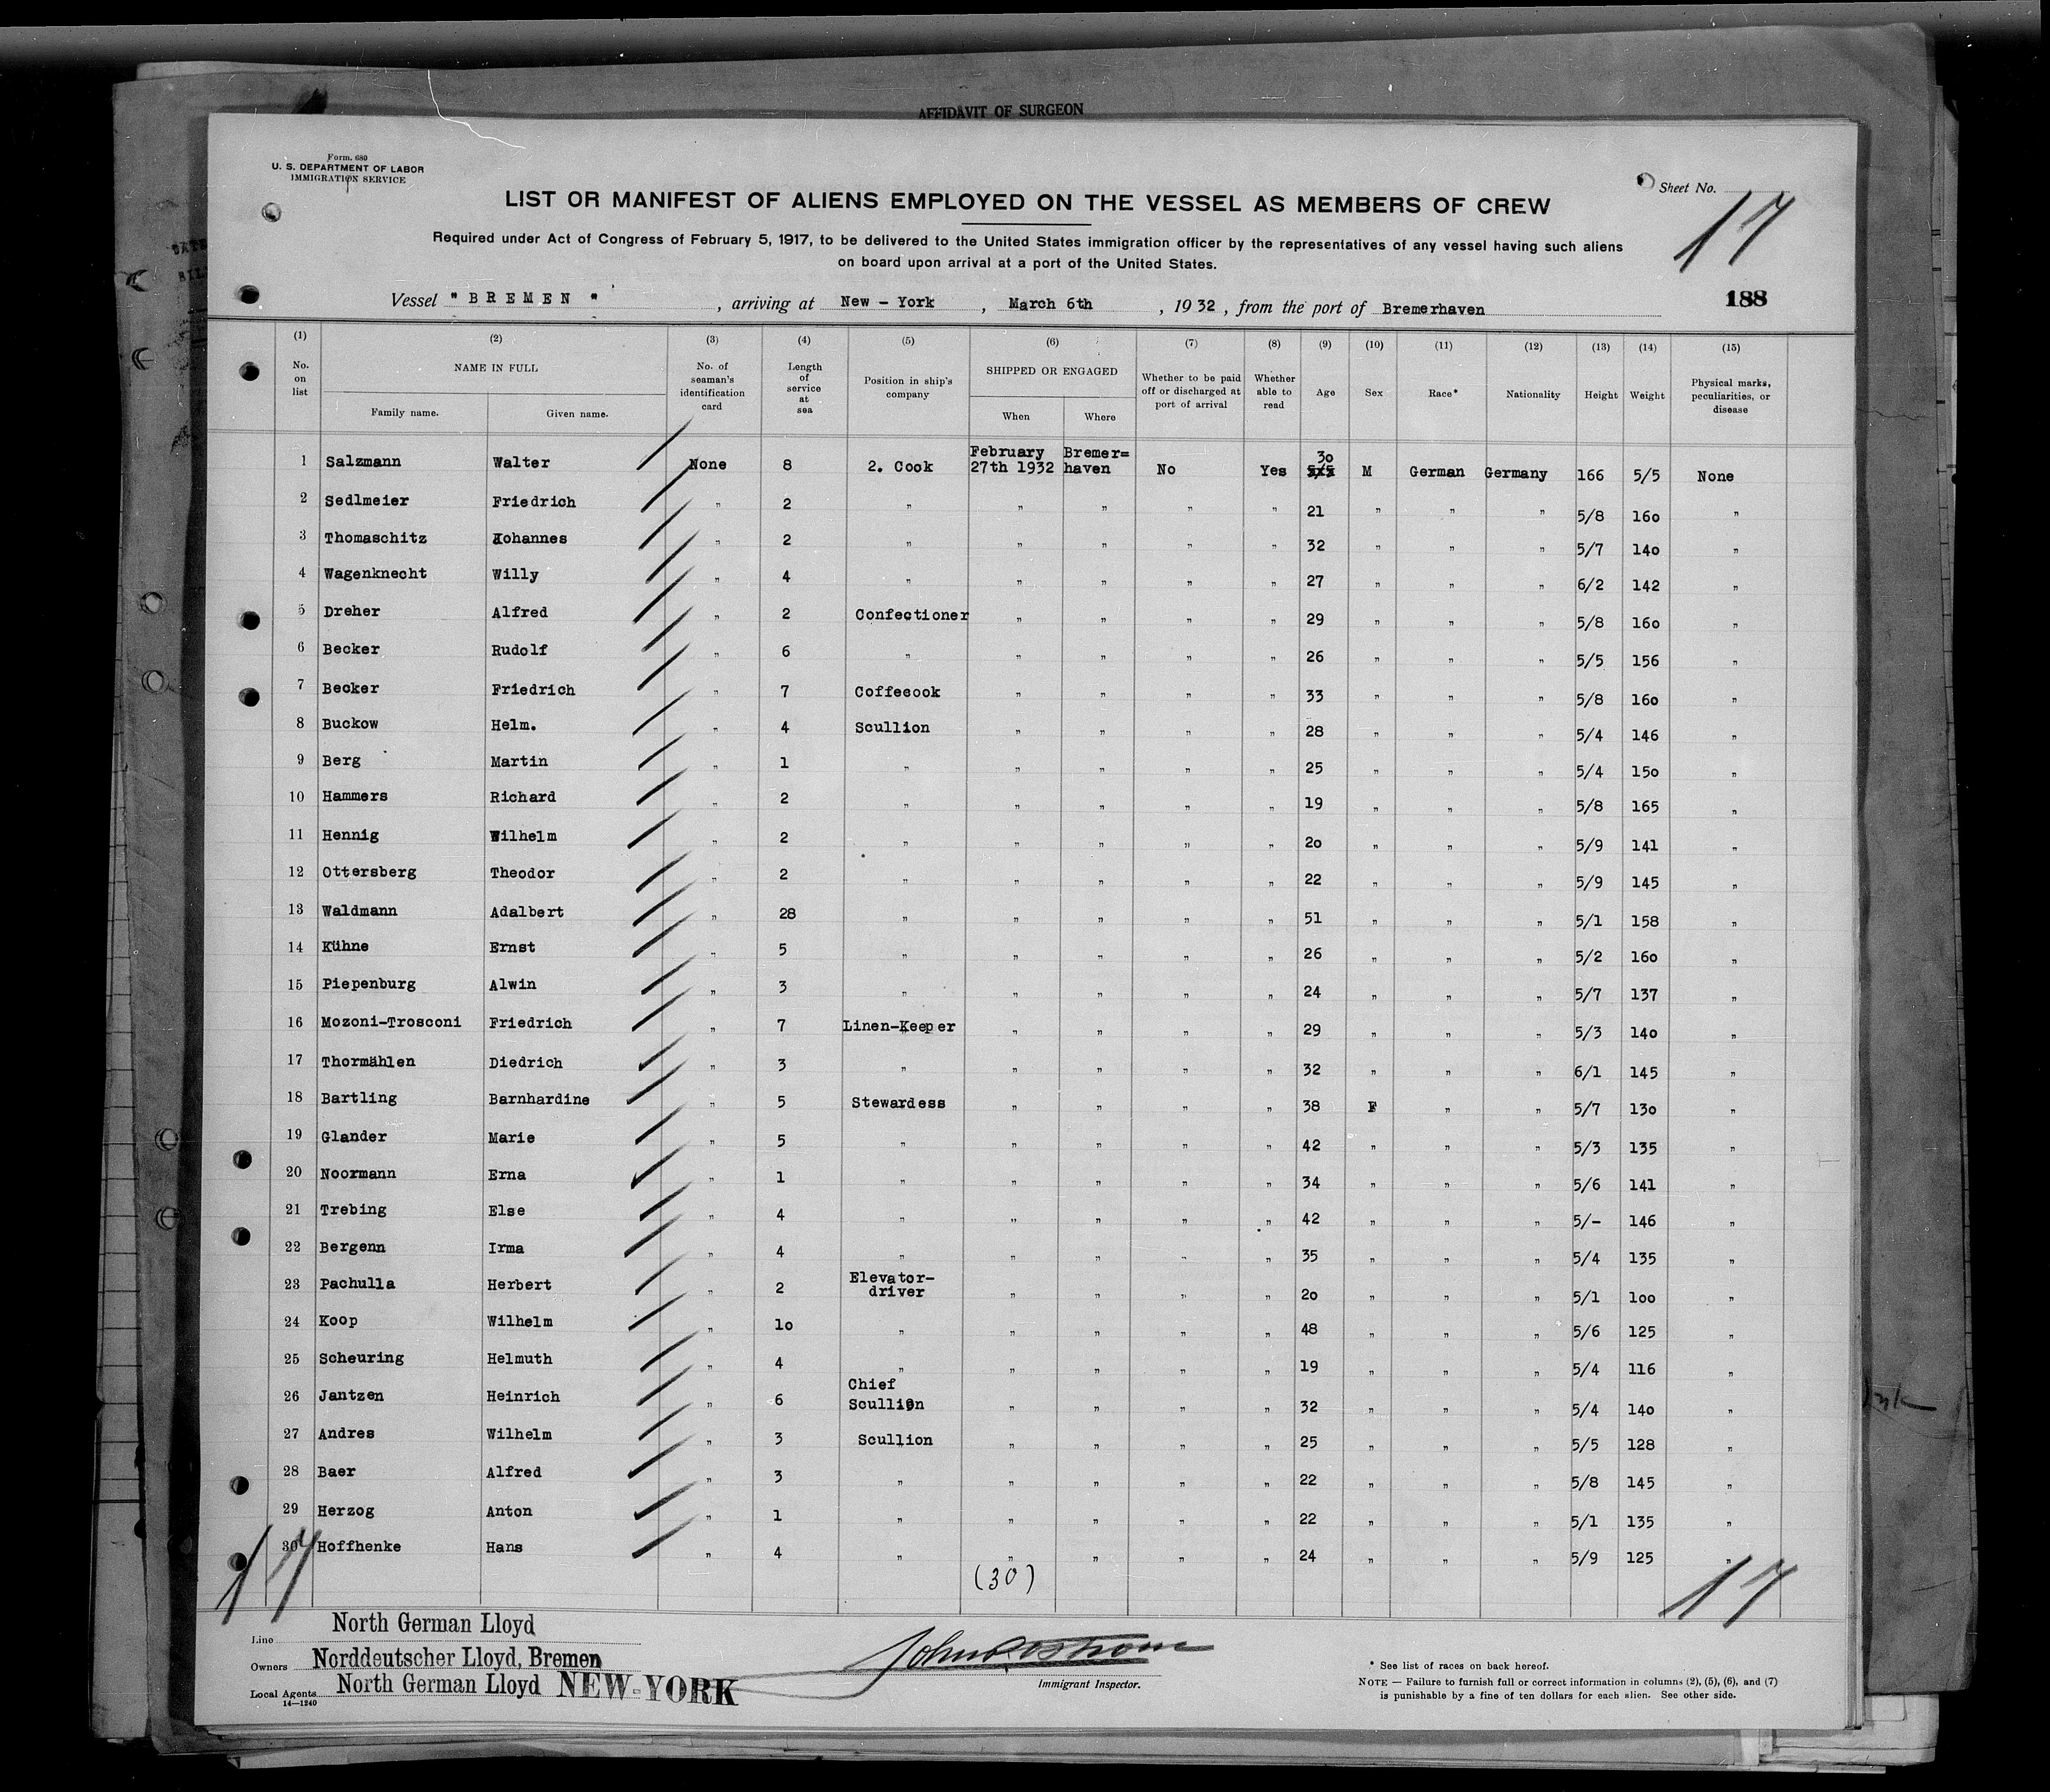 AFFIDAVIT OF SURGEON
Form. 680
U. S. DEPARTMENT OF LABOR
IMMIGRATION SERVICE
Sheet No. 17
LIST OR MANIFEST OF ALIENS EMPLOYED ON THE VESSEL AS MEMBERS OF CREW
Required under Act of Congress of February 5, 1917, to be delivered to the United States immigration officer by the representatives of any vessel having such aliens
on board upon arrival at a port of the United States.
Vessel "BREMEN", arriving at New-York, March 6th, 1932, from the port of Bremerhaven
188
(1) (2) (3) (4) (5) (6) (7) (8) (9) (10) (11) (12) (13) (14) (15)
No. on list | NAME IN FULL Family name. Given name. | No. of seaman's identification card | Length of service at sea | Position in ship's company | SHIPPED OR ENGAGED When Where | Whether to be paid off or discharged at port of arrival | Whether able to read | Age | Sex | Race* | Nationality | Height | Weight | Physical marks, peculiarities, or disease
1 Salzmann Walter None 8 2. Cook February 27th 1932 Bremer=haven No Yes 30 M German Germany 166 5/5 None
2 Sedlmeier Friedrich " 2 " " " " " 21 " " " 5/8 160 "
3 Thomaschitz Johannes " 2 " " " " " 32 " " " 5/7 140 "
4 Wagenknecht Willy " 4 " " " " " 27 " " " 6/2 142 "
5 Dreher Alfred " 2 Confectioner " " " " 29 " " " 5/8 160 "
6 Becker Rudolf " 6 " " " " " 26 " " " 5/5 156 "
7 Becker Friedrich " 7 Coffecook " " " " 33 " " " 5/8 160 "
8 Buckow Helm. " 4 Scullion " " " " 28 " " " 5/4 146 "
9 Berg Martin " 1 " " " " " 25 " " " 5/4 150 "
10 Hammers Richard " 2 " " " " " 19 " " " 5/8 165 "
11 Hennig Wilhelm " 2 " " " " " 20 " " " 5/9 141 "
12 Ottersberg Theodor " 2 " " " " " 22 " " " 5/9 145 "
13 Waldmann Adalbert " 28 " " " " " 51 " " " 5/1 158 "
14 Kühne Ernst " 5 " " " " " 26 " " " 5/2 160 "
15 Piepenburg Alwin " 3 " " " " " 24 " " " 5/7 137 "
16 Mozoni-Trosconi Friedrich " 7 Linen-Keeper " " " " 29 " " " 5/3 140 "
17 Thormählen Diedrich " 3 " " " " " 32 " " " 6/1 145 "
18 Bartling Barnhardine " 5 Stewardess " " " " 38 F " " 5/7 130 "
19 Glander Marie " 5 " " " " " 42 " " " 5/3 135 "
20 Noormann Erna " 1 " " " " " 34 " " " 5/6 141 "
21 Trebing Else " 4 " " " " " 42 " " " 5/- 146 "
22 Bergenn Irma " 4 " " " " " 35 " " " 5/4 135 "
23 Pachulla Herbert " 2 Elevator-driver " " " " 20 " " " 5/1 100 "
24 Koop Wilhelm " 10 " " " " " 48 " " " 5/6 125 "
25 Scheuring Helmuth " 4 " " " " " 19 " " " 5/4 116 "
26 Jantzen Heinrich " 6 Chief Scullion " " " " 32 " " " 5/4 140 "
27 Andres Wilhelm " 3 Scullion " " " " 25 " " " 5/5 128 "
28 Baer Alfred " 3 " " " " " 22 " " " 5/8 145 "
29 Herzog Anton " 1 " " " " " 22 " " " 5/1 135 "
30 Hoffhenke Hans " 4 " " " " " 24 " " " 5/9 125 "
(30)
17 17
Line North German Lloyd
Owners Norddeutscher Lloyd, Bremen
Local Agents North German Lloyd NEW-YORK
14—1240
Immigrant Inspector.
* See list of races on back hereof.
NOTE — Failure to furnish full or correct information in columns (2), (5), (6), and (7)
is punishable by a fine of ten dollars for each alien. See other side.